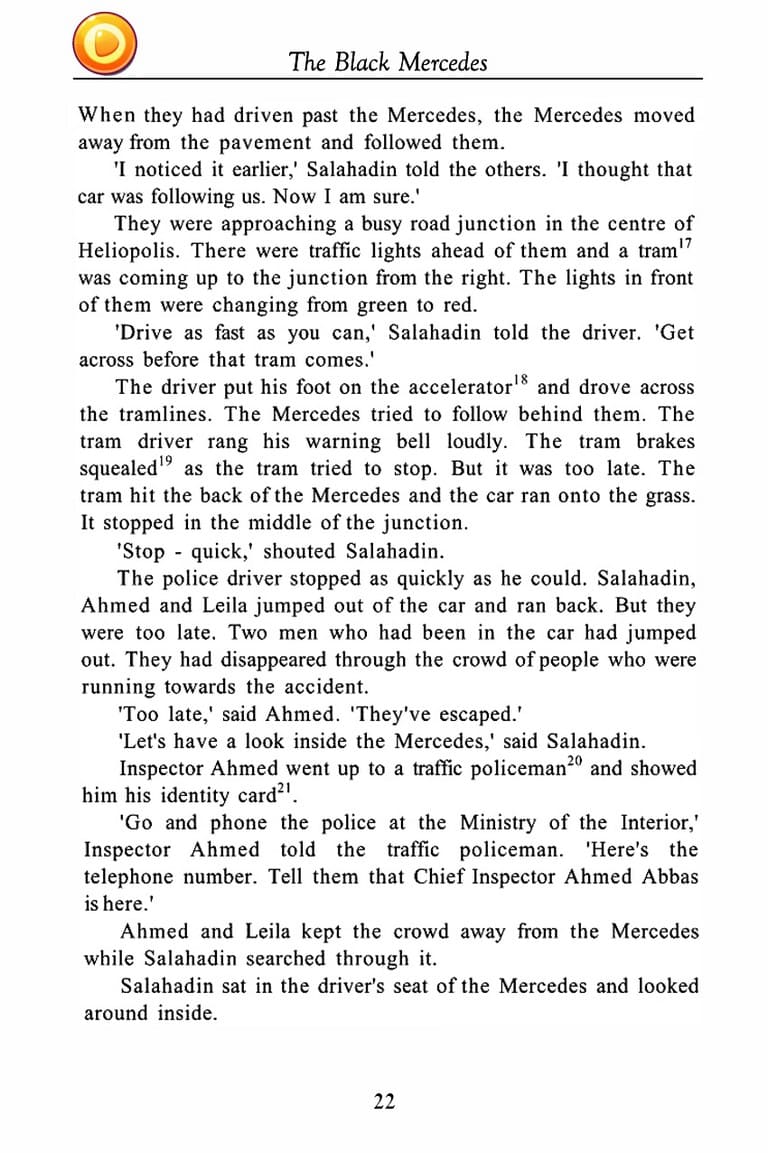 The Black Mercedes
When they had driven past the Mercedes, the Mercedes moved
away from the pavement and followed them.
'I noticed it earlier,' Salahadin told the others. 'I thought that
car was following us. Now I am sure.'
They were approaching a busy road junction in the centre of
Heliopolis. There were traffic lights ahead of them and a tram17
was coming up to the junction from the right. The lights in front
of them were changing from green to red.
'Drive as fast as you can,' Salahadin told the driver. 'Get
across before that tram comes.'
The driver put his foot on the accelerator18 and drove across
the tramlines. The Mercedes tried to follow behind them. The
tram driver rang his warning bell loudly. The tram brakes
squealed19 as the tram tried to stop. But it was too late. The
tram hit the back of the Mercedes and the car ran onto the grass.
It stopped in the middle of the junction.
'Stop - quick,' shouted Salahadin.
The police driver stopped as quickly as he could. Salahadin,
Ahmed and Leila jumped out of the car and ran back. But they
were too late. Two men who had been in the car had jumped
out. They had disappeared through the crowd of people who were
running towards the accident.
'Too late,' said Ahmed. 'They've escaped.'
'Let's have a look inside the Mercedes,' said Salahadin.
Inspector Ahmed went up to a traffic policeman20 and showed
him his identity card21.
'Go and phone the police at the Ministry of the Interior,'
Inspector Ahmed told the traffic policeman. 'Here's the
telephone number. Tell them that Chief Inspector Ahmed Abbas
is here.'
Ahmed and Leila kept the crowd away from the Mercedes
while Salahadin searched through it.
Salahadin sat in the driver's seat of the Mercedes and looked
around inside.
22